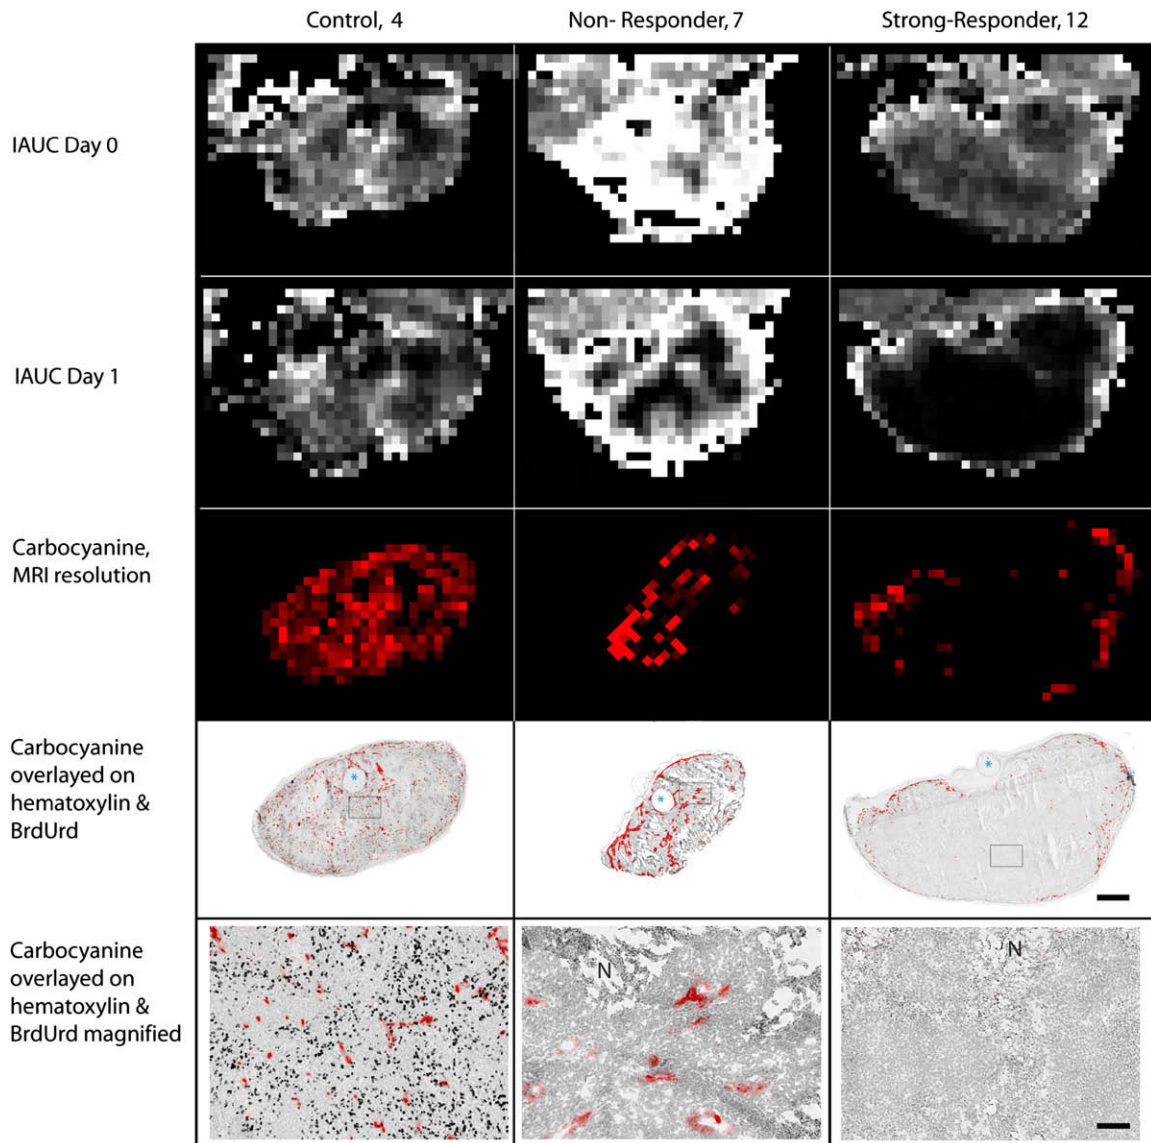 Control, 4
Non- Responder, 7
Strong-Responder, 12
IAUC Day 0
IAUC Day 1
Carbocyanine,
MRI resolution
Carbocyanine
overlayed on
hematoxylin &
BrdUrd
*
*
*
Carbocyanine
overlayed on
hematoxylin &
BrdUrd magnified
N
N